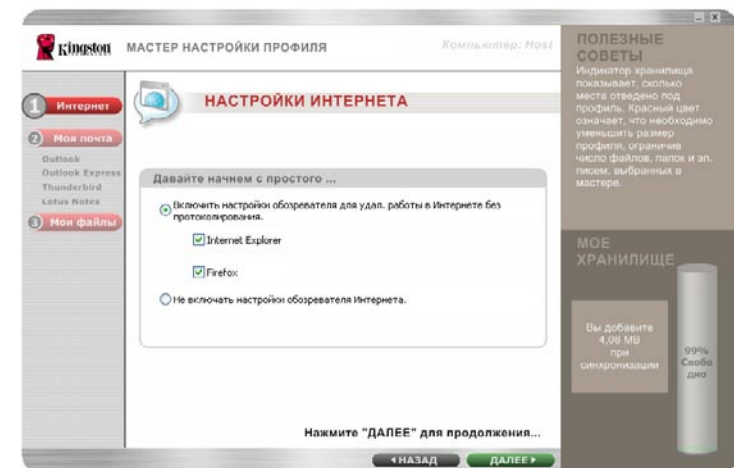 Kingston
МАСТЕР НАСТРОЙКИ ПРОФИЛЯ
Компьютер: Host
1 Интернет
2 Моя почта
Outlook
Outlook Express
Thunderbird
Lotus Notes
3 Мои файлы
НАСТРОЙКИ ИНТЕРНЕТА
Давайте начнем с простого ...
Включить настройки обозревателя для удал. работы в Интернете без
протоколирования.
Internet Explorer
Firefox
Не включать настройки обозревателя Интернета.
Нажмите "ДАЛЕЕ" для продолжения...
НАЗАД
ДАЛЕЕ
ПОЛЕЗНЫЕ
СОВЕТЫ
Индикатор хранилища
показывает, сколько
места отведено под
профиль. Красный цвет
означает, что необходимо
уменьшить размер
профиля, ограничив
число файлов, папок и эл.
писем, выбранных в
мастере.
МОЕ
ХРАНИЛИЩЕ
Вы добавите
4,08 MB
при
синхронизации
99%
Свобо
дно